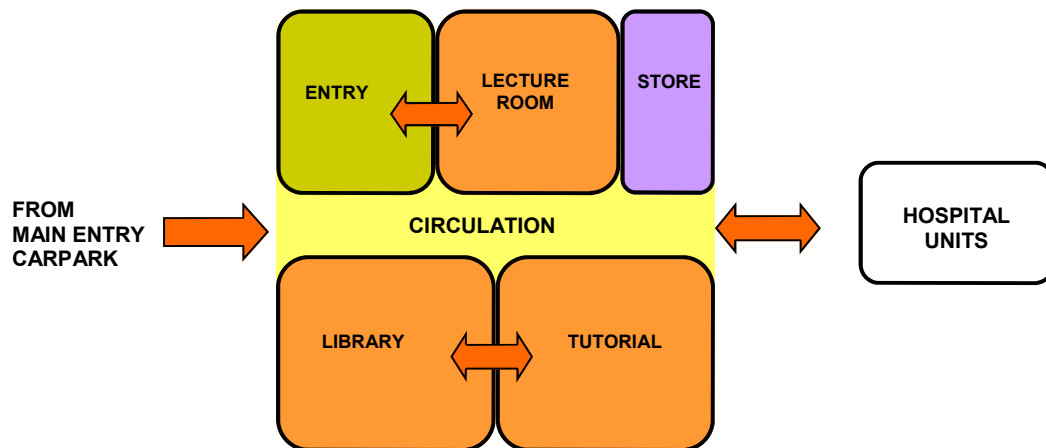 ENTRY
LECTURE
ROOM
STORE
FROM
MAIN ENTRY
CARPARK
CIRCULATION
HOSPITAL
UNITS
LIBRARY
TUTORIAL